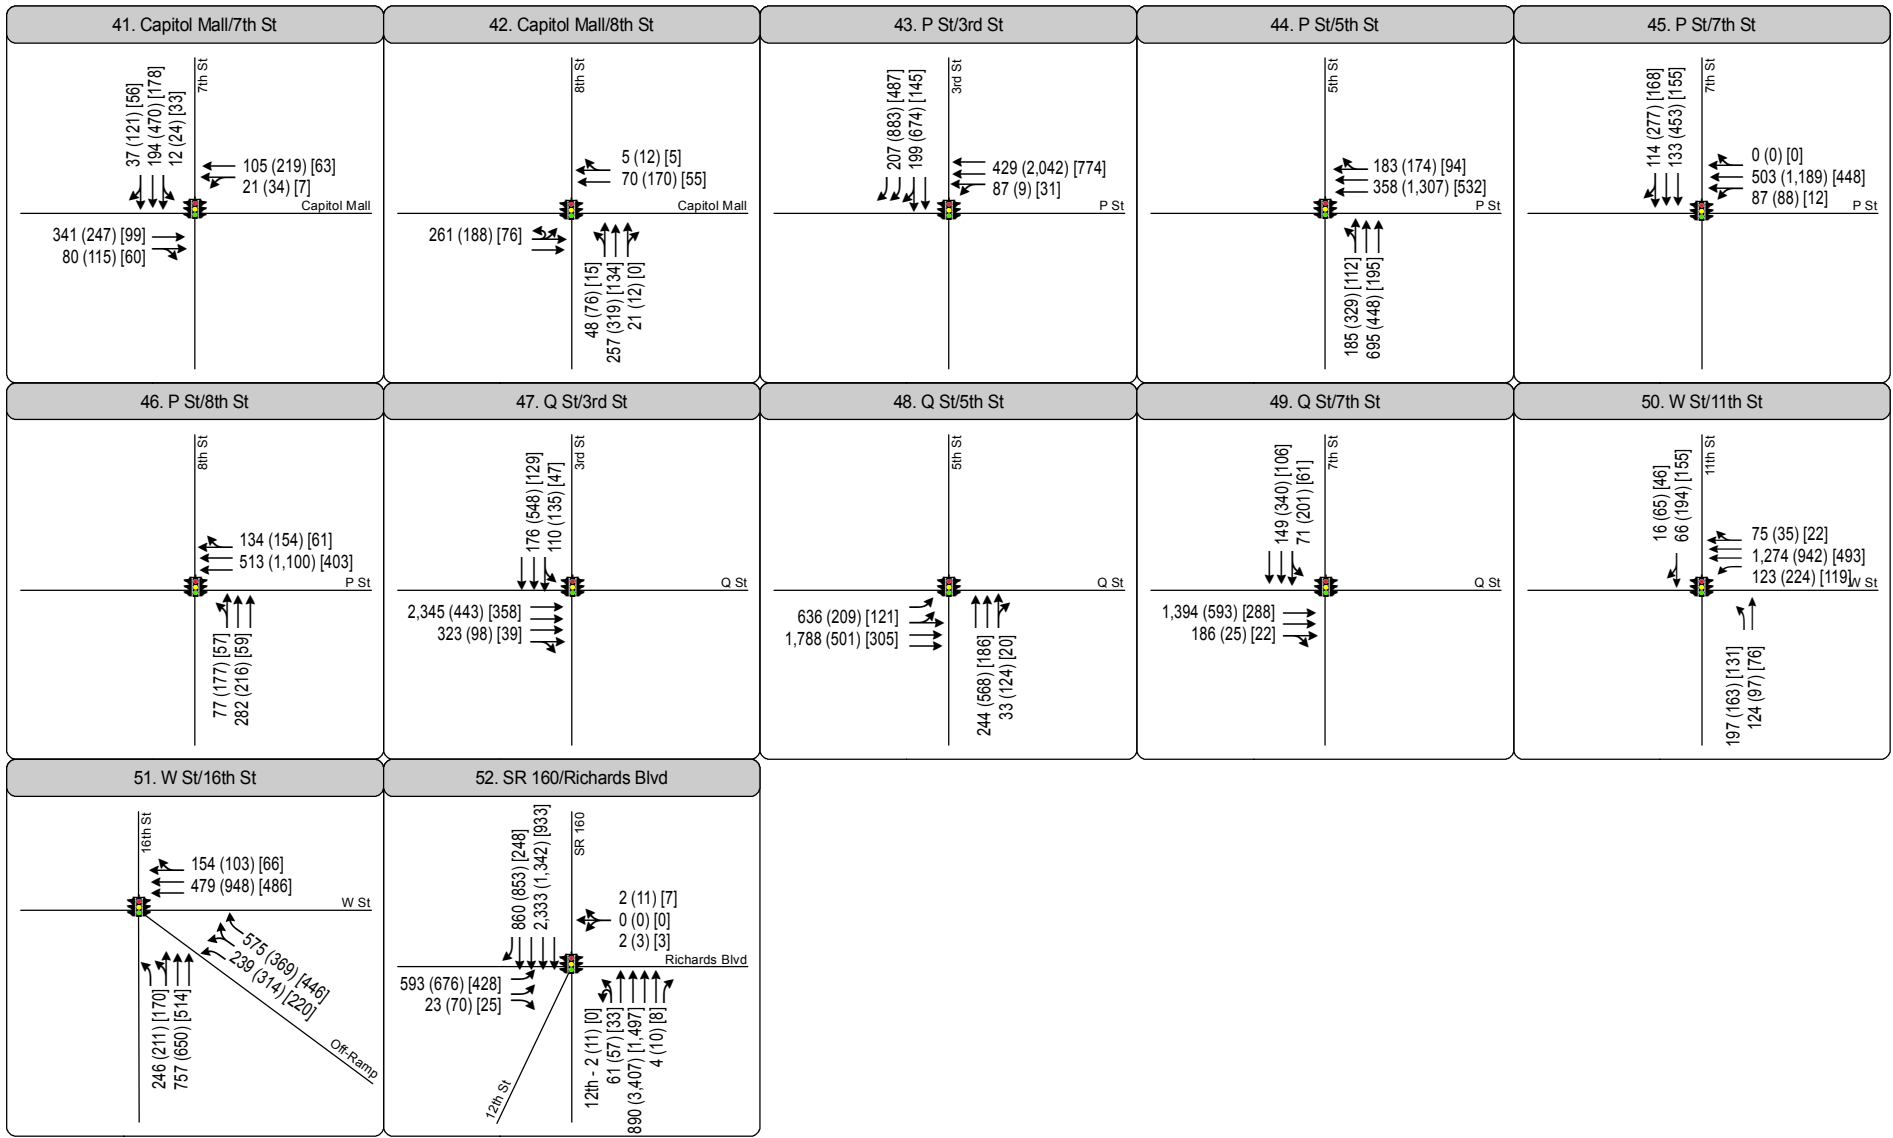 41. Capitol Mall/7th St
7th St
37 (121) [56]
194 (470) [178]
12 (24) [33]
105 (219) [63]
21 (34) [7]
Capitol Mall
341 (247) [99]
80 (115) [60]
42. Capitol Mall/8th St
8th St
5 (12) [5]
70 (170) [55]
Capitol Mall
261 (188) [76]
48 (76) [15]
257 (319) [134]
21 (12) [0]
43. P St/3rd St
3rd St
207 (883) [487]
199 (674) [145]
429 (2,042) [774]
87 (9) [31]
P St
44. P St/5th St
5th St
183 (174) [94]
358 (1,307) [532]
P St
185 (329) [112]
695 (448) [195]
45. P St/7th St
7th St
114 (277) [168]
133 (453) [155]
0 (0) [0]
503 (1,189) [448]
87 (88) [12]
P St
46. P St/8th St
8th St
134 (154) [61]
513 (1,100) [403]
P St
77 (177) [57]
282 (216) [59]
47. Q St/3rd St
3rd St
176 (548) [129]
110 (135) [47]
Q St
2,345 (443) [358]
323 (98) [39]
48. Q St/5th St
5th St
Q St
636 (209) [121]
1,788 (501) [305]
244 (568) [186]
33 (124) [20]
49. Q St/7th St
7th St
149 (340) [106]
71 (201) [61]
Q St
1,394 (593) [288]
186 (25) [22]
50. W St/11th St
11th St
16 (65) [46]
66 (194) [155]
75 (35) [22]
1,274 (942) [493]
123 (224) [119]
W St
197 (163) [131]
124 (97) [76]
51. W St/16th St
16th St
154 (103) [66]
479 (948) [486]
W St
575 (369) [446]
239 (314) [220]
246 (211) [170]
757 (650) [514]
Off-Ramp
52. SR 160/Richards Blvd
SR 160
860 (853) [248]
2,333 (1,342) [933]
2 (11) [7]
0 (0) [0]
2 (3) [3]
Richards Blvd
593 (676) [428]
23 (70) [25]
12th - 2 (11) [0]
61 (57) [33]
890 (3,407) [1,497]
4 (10) [8]
12th St